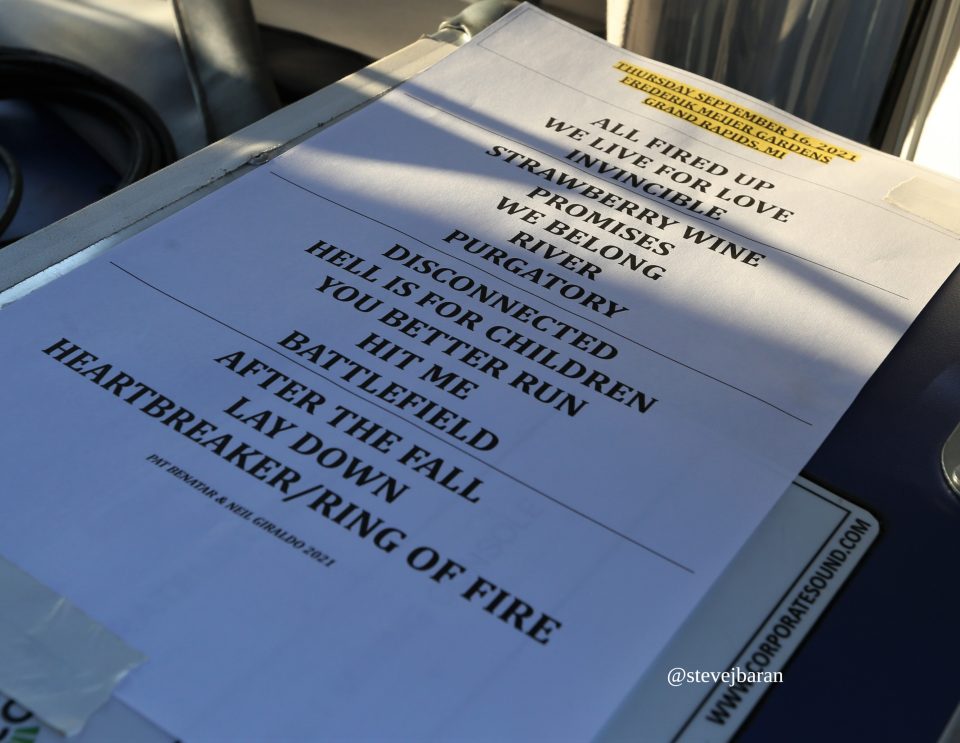 THURSDAY SEPTEMBER 16, 2021
FREDERIK MEIJER GARDENS
GRAND RAPIDS, MI
ALL FIRED UP
WE LIVE FOR LOVE
INVINCIBLE
STRAWBERRY WINE
PROMISES
WE BELONG
RIVER
PURGATORY
DISCONNECTED
HELL IS FOR CHILDREN
YOU BETTER RUN
HIT ME
BATTLEFIELD
AFTER THE FALL
LAY DOWN
HEARTBREAKER/RING OF FIRE
PAT BENATAR & NEIL GIRALDO 2021
WWW.CORPORATESOUND.COM
@stevejbaran